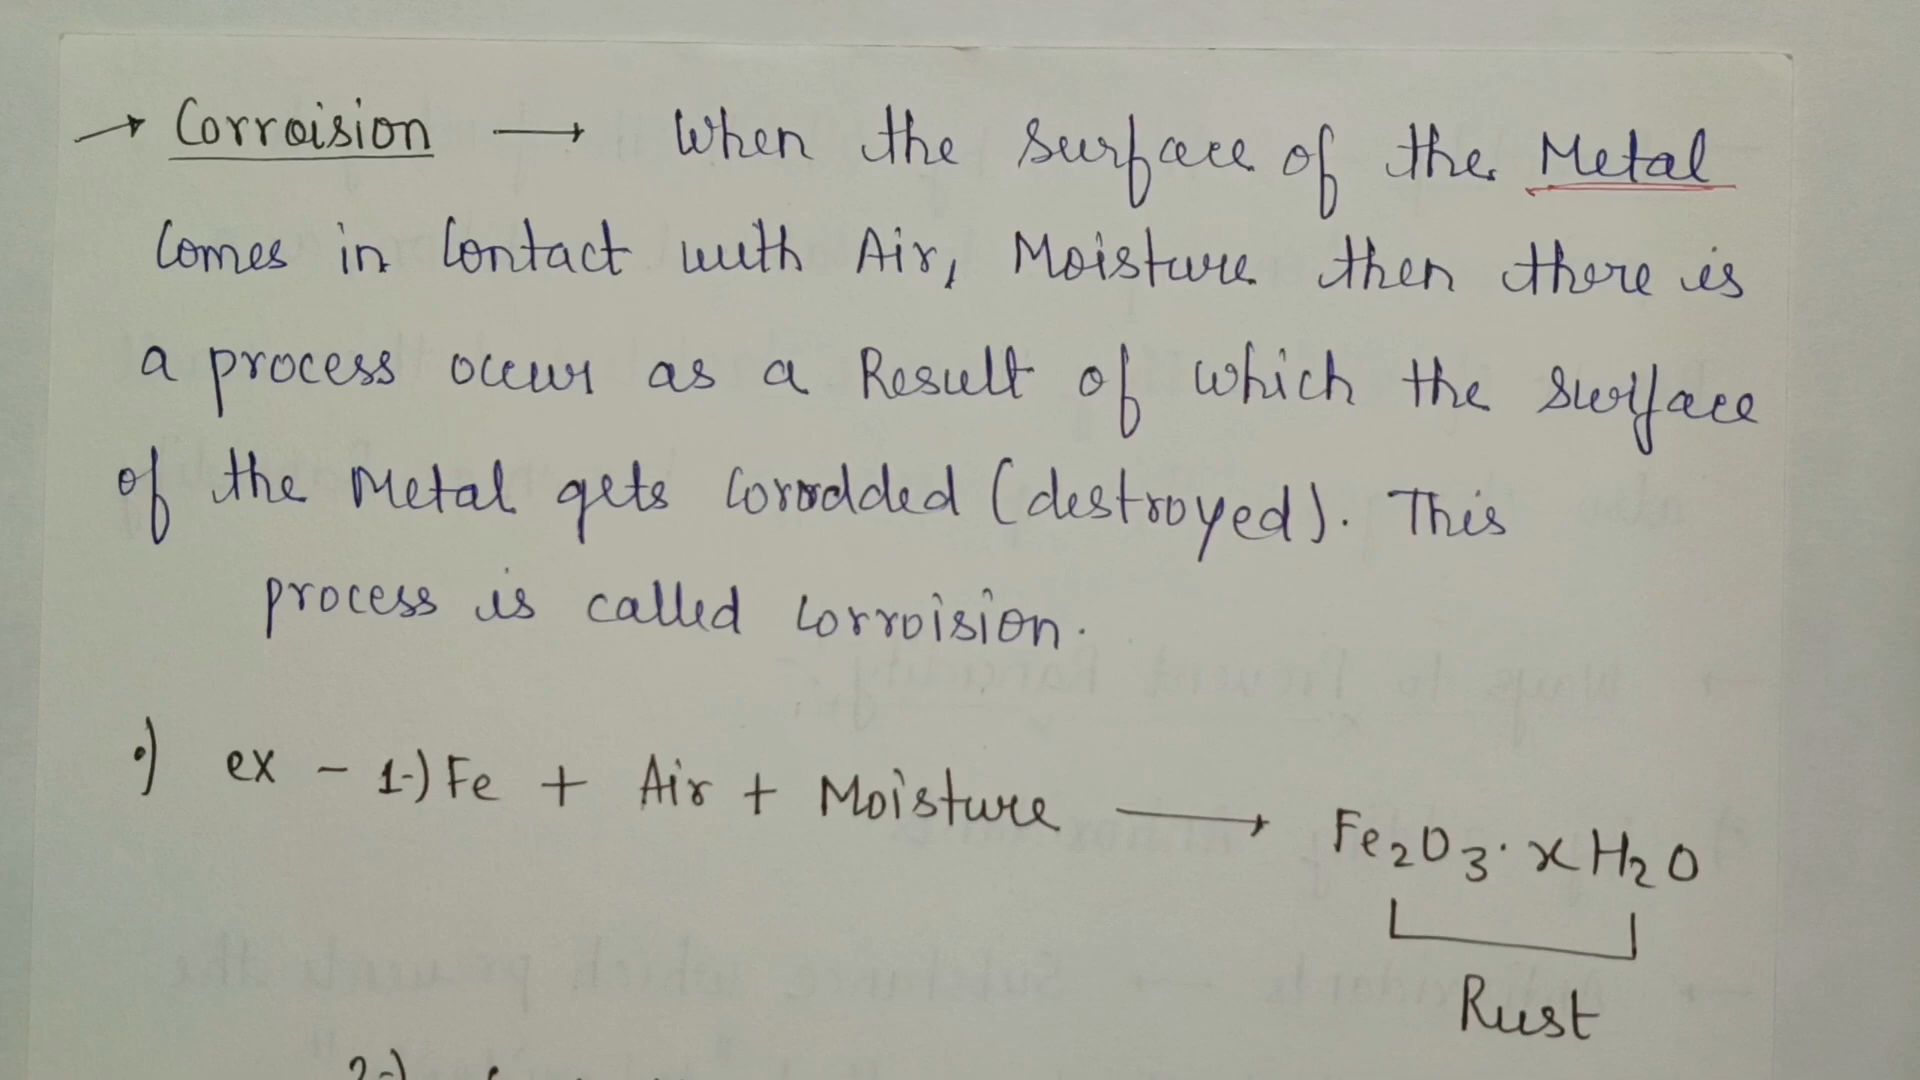 → Corroision → When the surface of the Metal
Comes in Contact with Air, Moisture then there is
a process occur as a Result of which the surface
of the Metal gets Corrodded (destroyed). This
process is called Corroision.
•) ex - 1-) Fe + Air + Moisture → Fe₂O₃·xH₂O
Rust
2-)